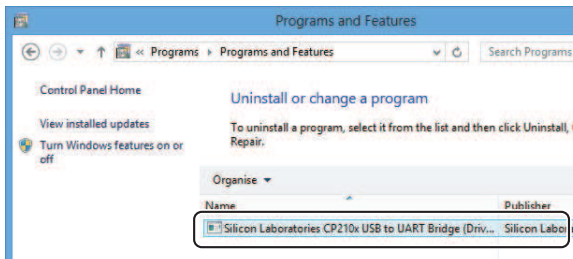 Programs and Features
« Programs ▸ Programs and Features
Search Programs
Control Panel Home
View installed updates
Turn Windows features on or
off
Uninstall or change a program
To uninstall a program, select it from the list and then click Uninstall,
Repair.
Organise
Name
Publisher
Silicon Laboratories CP210x USB to UART Bridge (Driv...
Silicon Labor